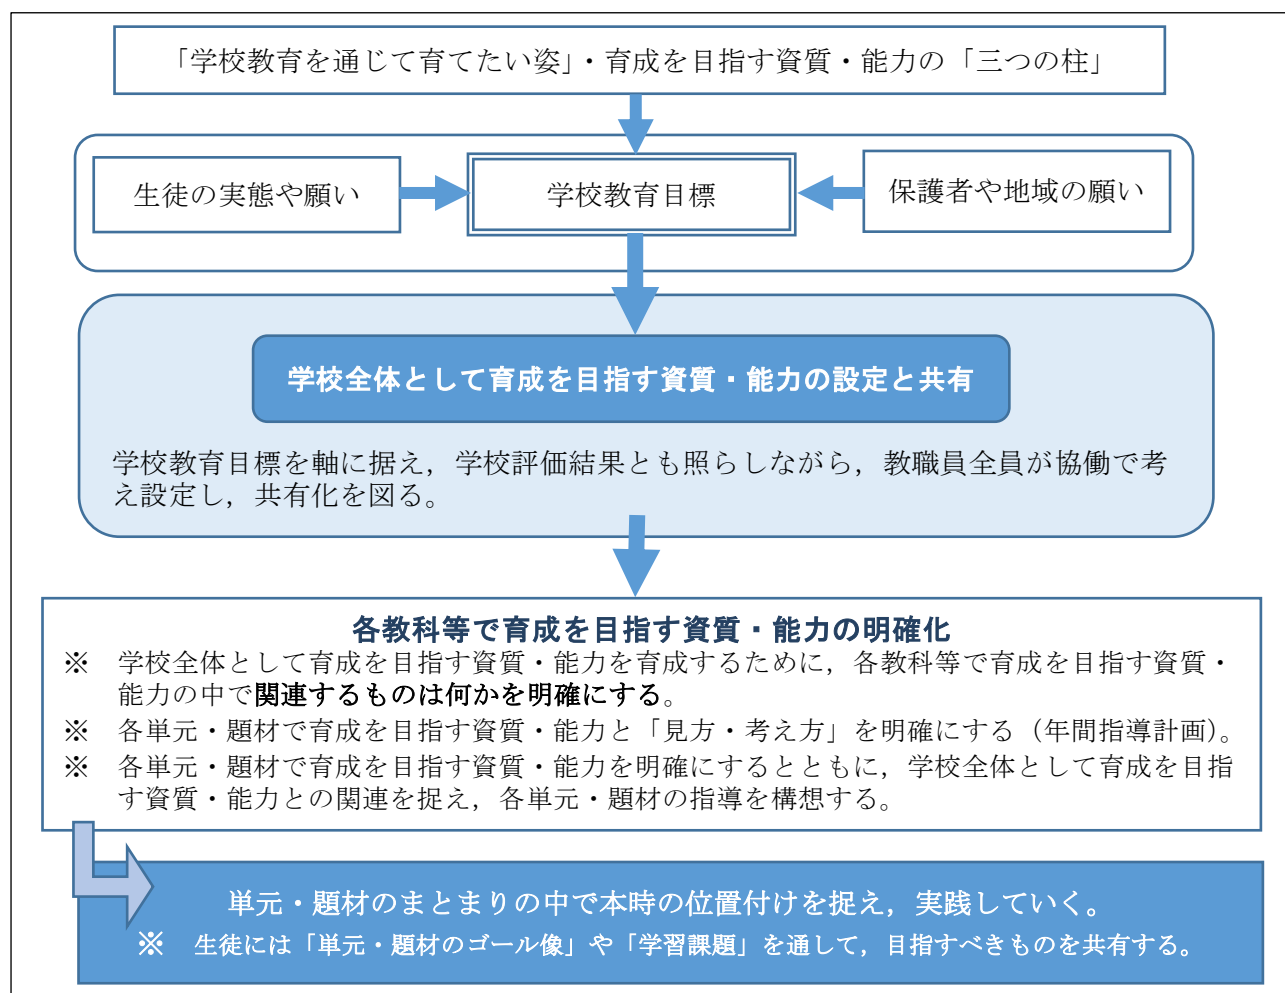 「学校教育を通じて育てたい姿」・育成を目指す資質・能力の「三つの柱」
生徒の実態や願い
学校教育目標
保護者や地域の願い
学校全体として育成を目指す資質・能力の設定と共有
学校教育目標を軸に据え，学校評価結果とも照らしながら，教職員全員が協働で考
え設定し，共有化を図る。
各教科等で育成を目指す資質・能力の明確化
※　学校全体として育成を目指す資質・能力を育成するために，各教科等で育成を目指す資質・
能力の中で関連するものは何かを明確にする。
※　各単元・題材で育成を目指す資質・能力と「見方・考え方」を明確にする（年間指導計画）。
※　各単元・題材で育成を目指す資質・能力を明確にするとともに，学校全体として育成を目指
す資質・能力との関連を捉え，各単元・題材の指導を構想する。
単元・題材のまとまりの中で本時の位置付けを捉え，実践していく。
※　生徒には「単元・題材のゴール像」や「学習課題」を通して，目指すべきものを共有する。